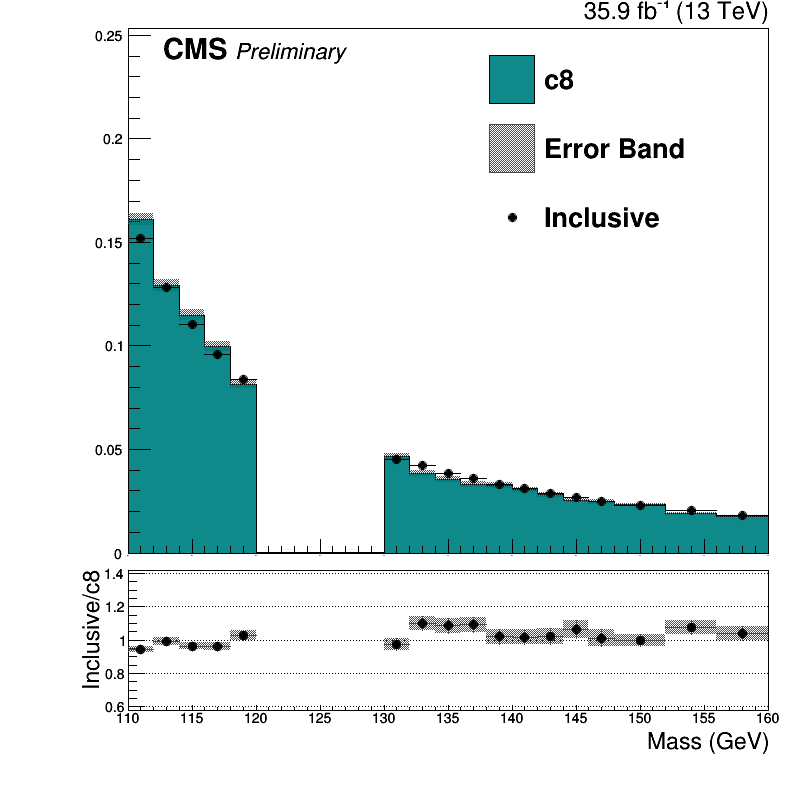 35.9 fb⁻¹ (13 TeV)
CMS Preliminary
c8
Error Band
Inclusive
0.25
0.2
0.15
0.1
0.05
0
Inclusive/c8
1.4
1.2
1
0.8
0.6
110 115 120 125 130 135 140 145 150 155 160
Mass (GeV)